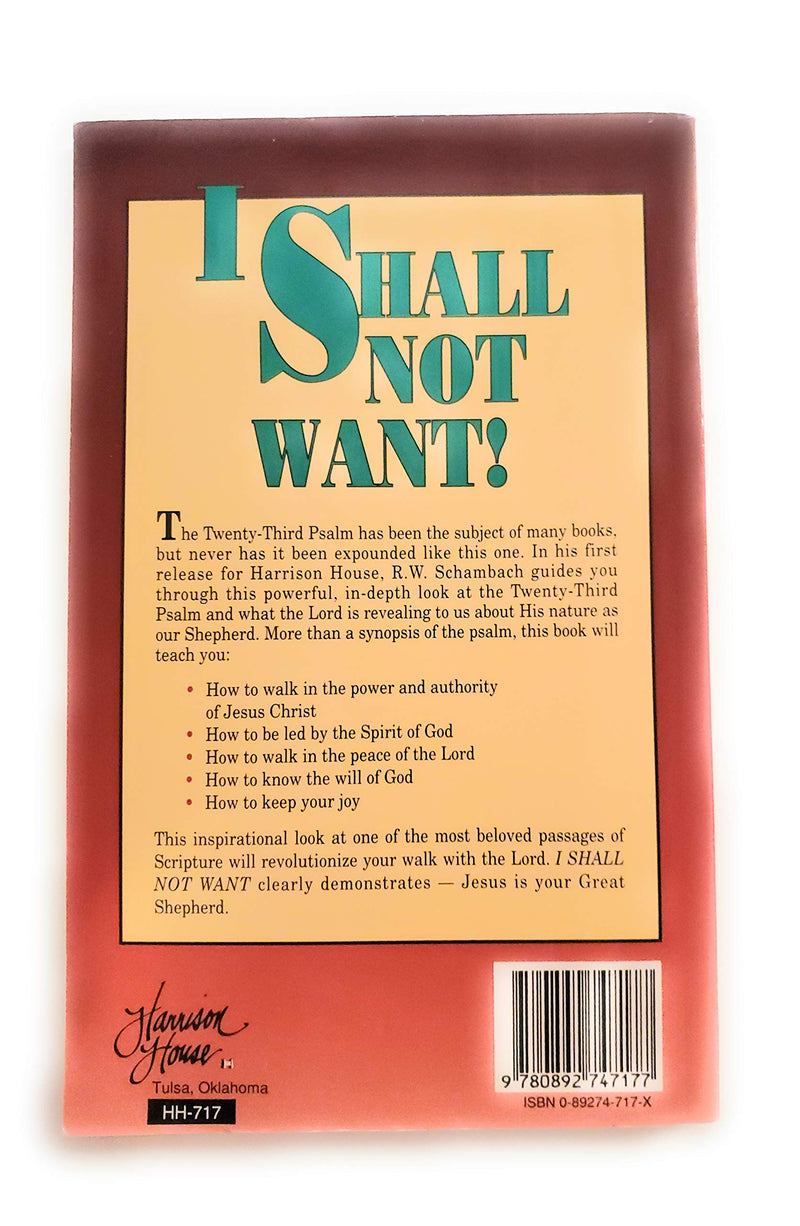 I SHALL
NOT
WANT!
The Twenty-Third Psalm has been the subject of many books,
but never has it been expounded like this one. In his first
release for Harrison House, R.W. Schambach guides you
through this powerful, in-depth look at the Twenty-Third
Psalm and what the Lord is revealing to us about His nature as
our Shepherd. More than a synopsis of the psalm, this book will
teach you:
• How to walk in the power and authority
of Jesus Christ
• How to be led by the Spirit of God
• How to walk in the peace of the Lord
• How to know the will of God
• How to keep your joy
This inspirational look at one of the most beloved passages of
Scripture will revolutionize your walk with the Lord. I SHALL
NOT WANT clearly demonstrates — Jesus is your Great
Shepherd.
Harrison
House
Tulsa, Oklahoma
HH-717
9 780892 747177
ISBN 0-89274-717-X